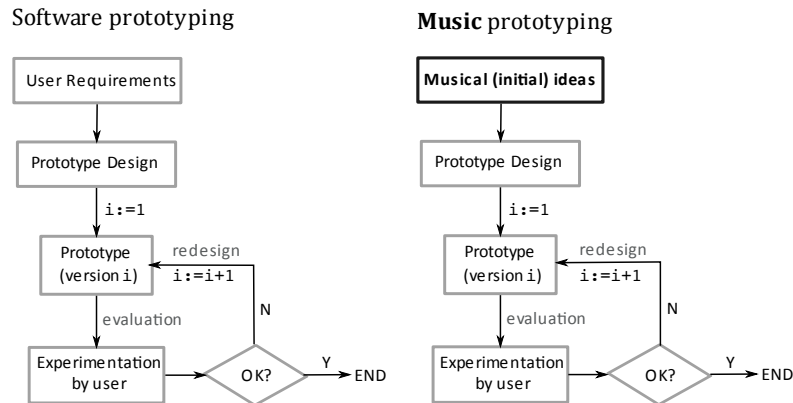 Software prototyping
User Requirements
Prototype Design
i:=1
Prototype
(version i)
redesign
i:=i+1
N
evaluation
Experimentation
by user
OK?
Y
END
Music prototyping
Musical (initial) ideas
Prototype Design
i:=1
Prototype
(version i)
redesign
i:=i+1
N
evaluation
Experimentation
by user
OK?
Y
END